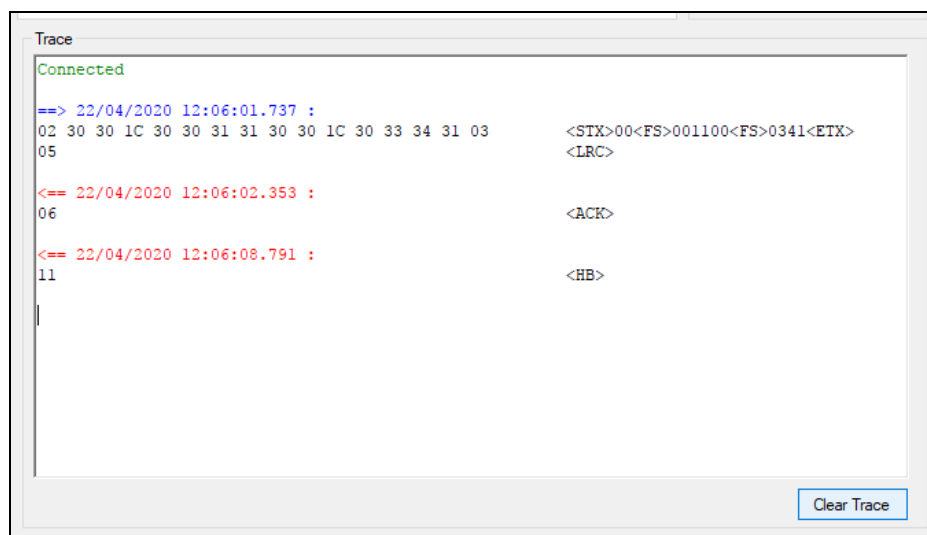 Trace
Connected
==> 22/04/2020 12:06:01.737 :
02 30 30 1C 30 30 31 31 30 30 1C 30 33 34 31 03 <STX>00<FS>001100<FS>0341<ETX>
05 <LRC>
<== 22/04/2020 12:06:02.353 :
06 <ACK>
<== 22/04/2020 12:06:08.791 :
11 <HB>
Clear Trace